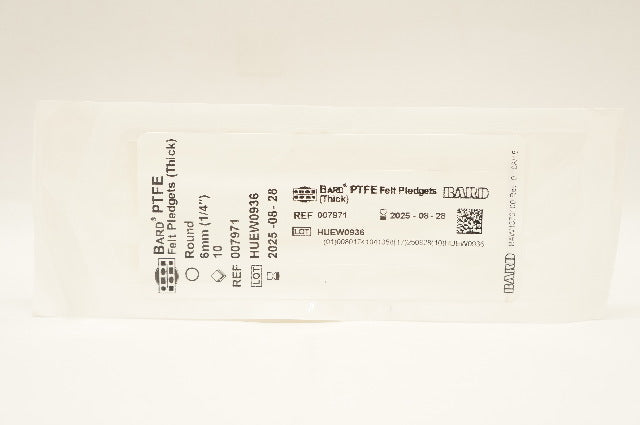 BARD® PTFE
Felt Pledgets (Thick)
Round
6mm (1/4")
10
REF 007971
LOT HUEW0936
2025-08-28
BARD® PTFE Felt Pledgets BARD
(Thick)
REF 007971 2025-08-28
LOT HUEW0936
BARD